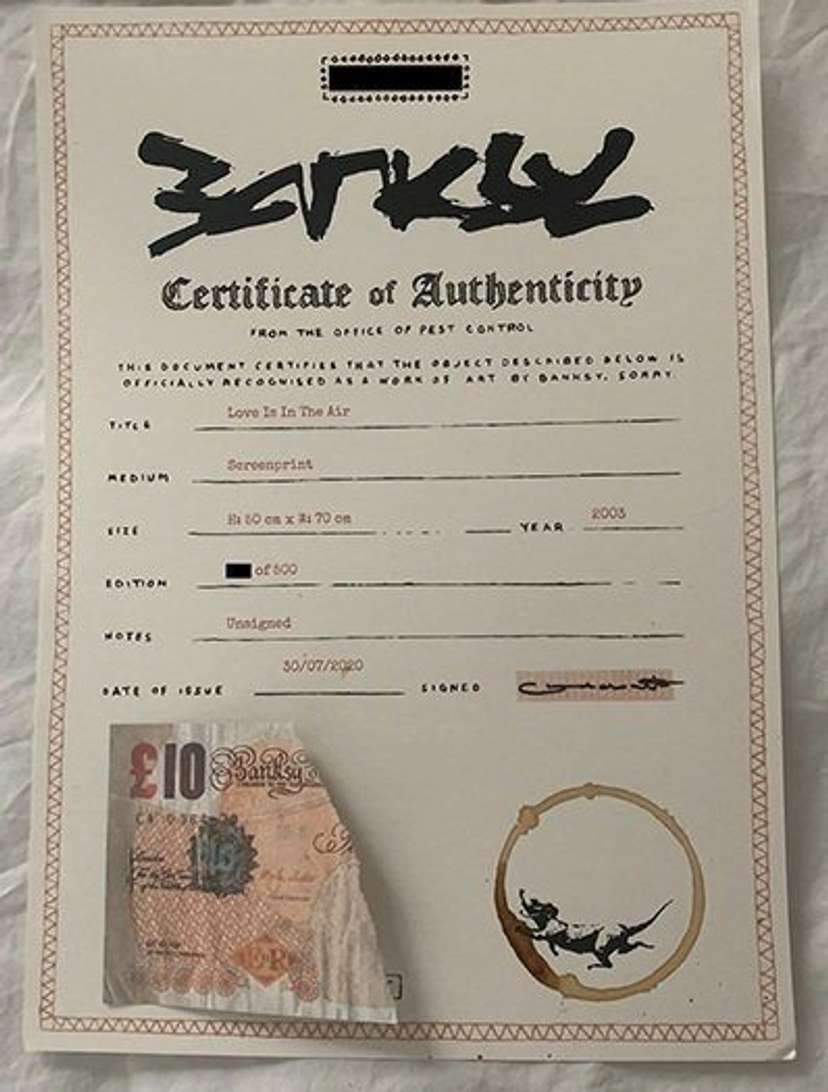 BANKSY
Certificate of Authenticity
FROM THE OFFICE OF PEST CONTROL
THIS DOCUMENT CERTIFIES THAT THE OBJECT DESCRIBED BELOW IS
OFFICIALLY RECOGNISED AS A WORK OF ART BY BANKSY. SORRY.
TITLE Love Is In The Air
MEDIUM Screenprint
SIZE H: 50 cm x W: 70 cm YEAR 2003
EDITION of 500
NOTES Unsigned
DATE OF ISSUE 30/07/2020 SIGNED
£10 Banksy